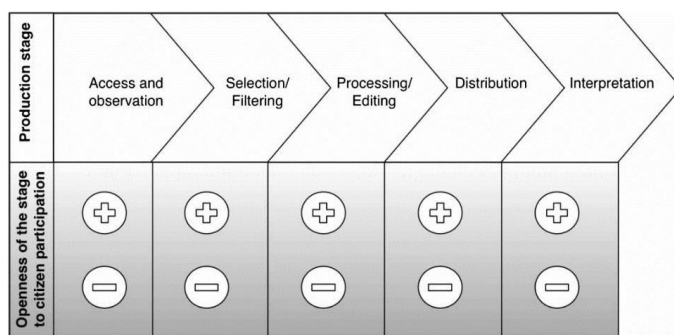 Production stage
Access and
observation
Selection/
Filtering
Processing/
Editing
Distribution
Interpretation
Openness of the stage
to citizen participation